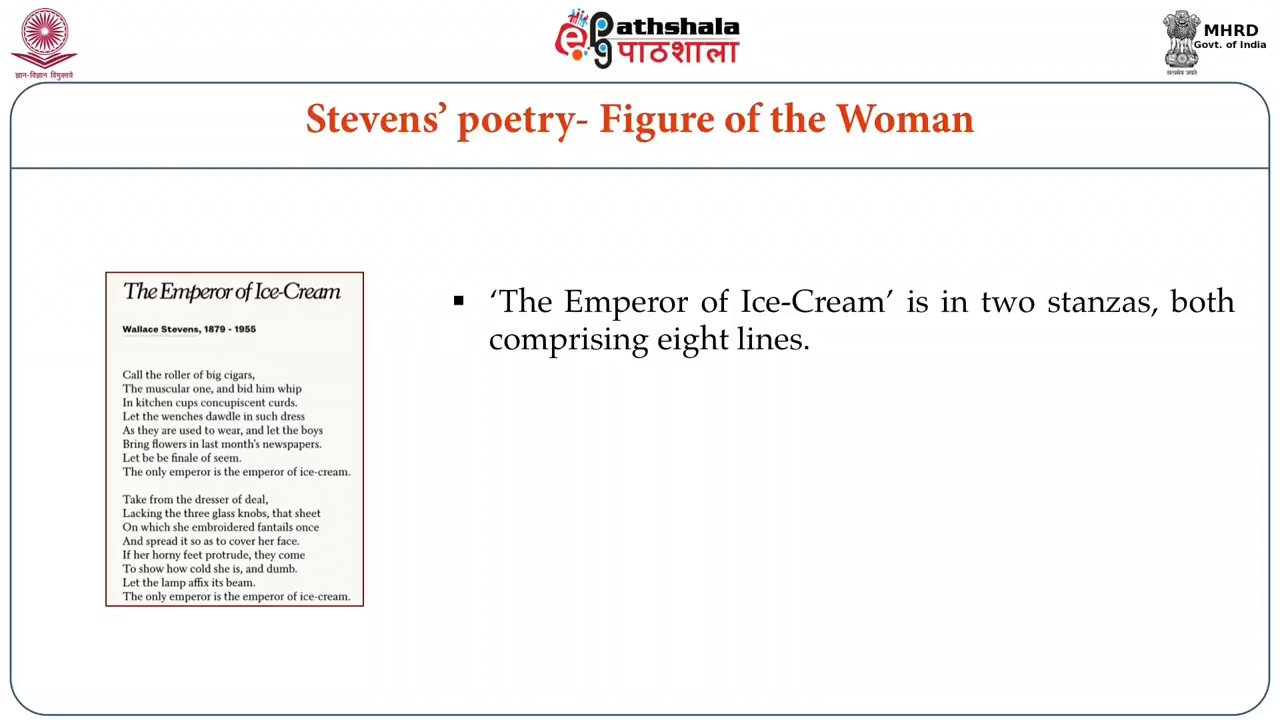 ज्ञान-विज्ञान विमुक्तये
ePg Pathshala
पाठशाला
MHRD
Govt. of India
सत्यमेव जयते
Stevens’ poetry- Figure of the Woman
The Emperor of Ice-Cream
Wallace Stevens, 1879 - 1955
Call the roller of big cigars,
The muscular one, and bid him whip
In kitchen cups concupiscent curds.
Let the wenches dawdle in such dress
As they are used to wear, and let the boys
Bring flowers in last month's newspapers.
Let be be finale of seem.
The only emperor is the emperor of ice-cream.
Take from the dresser of deal,
Lacking the three glass knobs, that sheet
On which she embroidered fantails once
And spread it so as to cover her face.
If her horny feet protrude, they come
To show how cold she is, and dumb.
Let the lamp affix its beam.
The only emperor is the emperor of ice-cream.
▪ ‘The Emperor of Ice-Cream’ is in two stanzas, both
comprising eight lines.